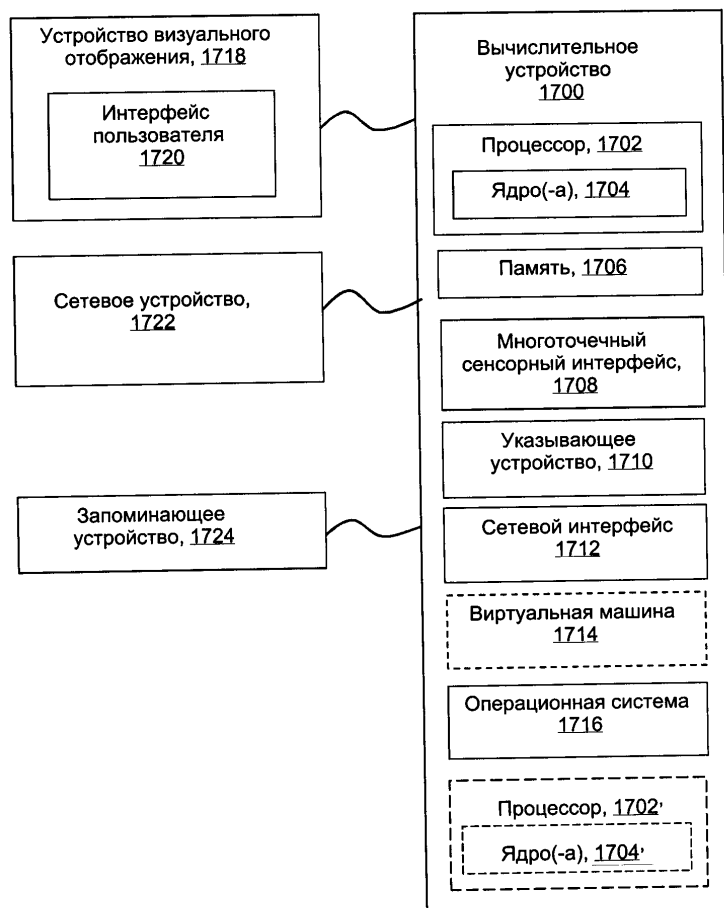 Устройство визуального
отображения, 1718
Интерфейс
пользователя
1720
Сетевое устройство,
1722
Запоминающее
устройство, 1724
Вычислительное
устройство
1700
Процессор, 1702
Ядро(-а), 1704
Память, 1706
Многоточечный
сенсорный интерфейс,
1708
Указывающее
устройство, 1710
Сетевой интерфейс
1712
Виртуальная машина
1714
Операционная система
1716
Процессор, 1702'
Ядро(-а), 1704'